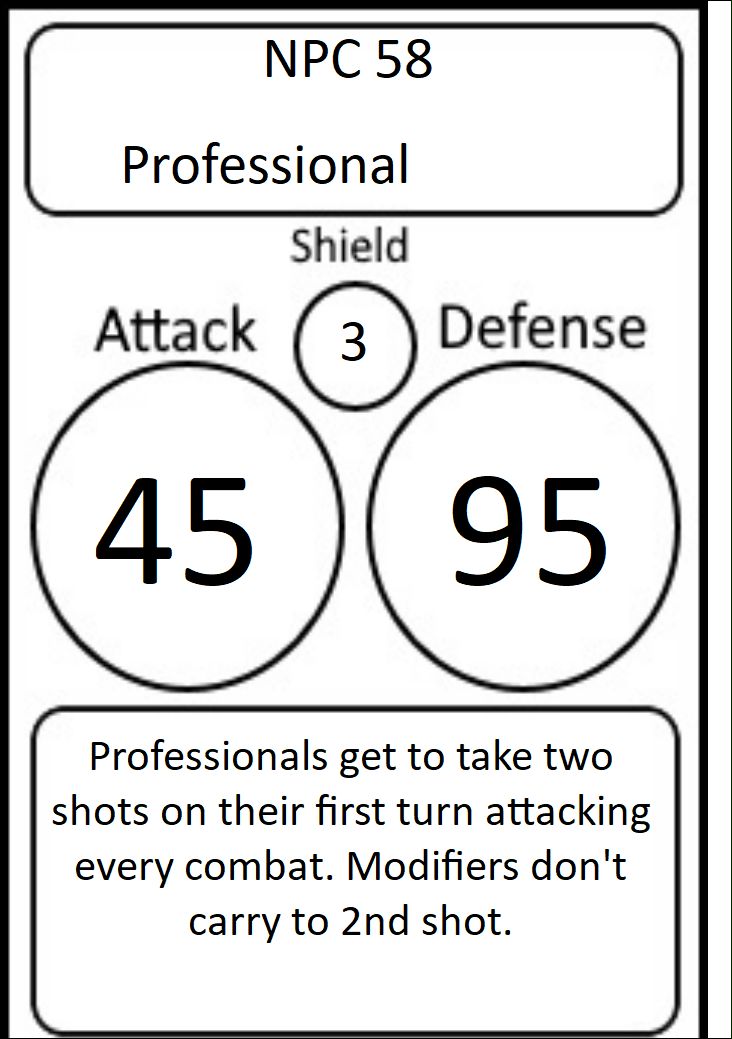 NPC 58
Professional
Shield
Attack
3
Defense
45
95
Professionals get to take two
shots on their first turn attacking
every combat. Modifiers don't
carry to 2nd shot.